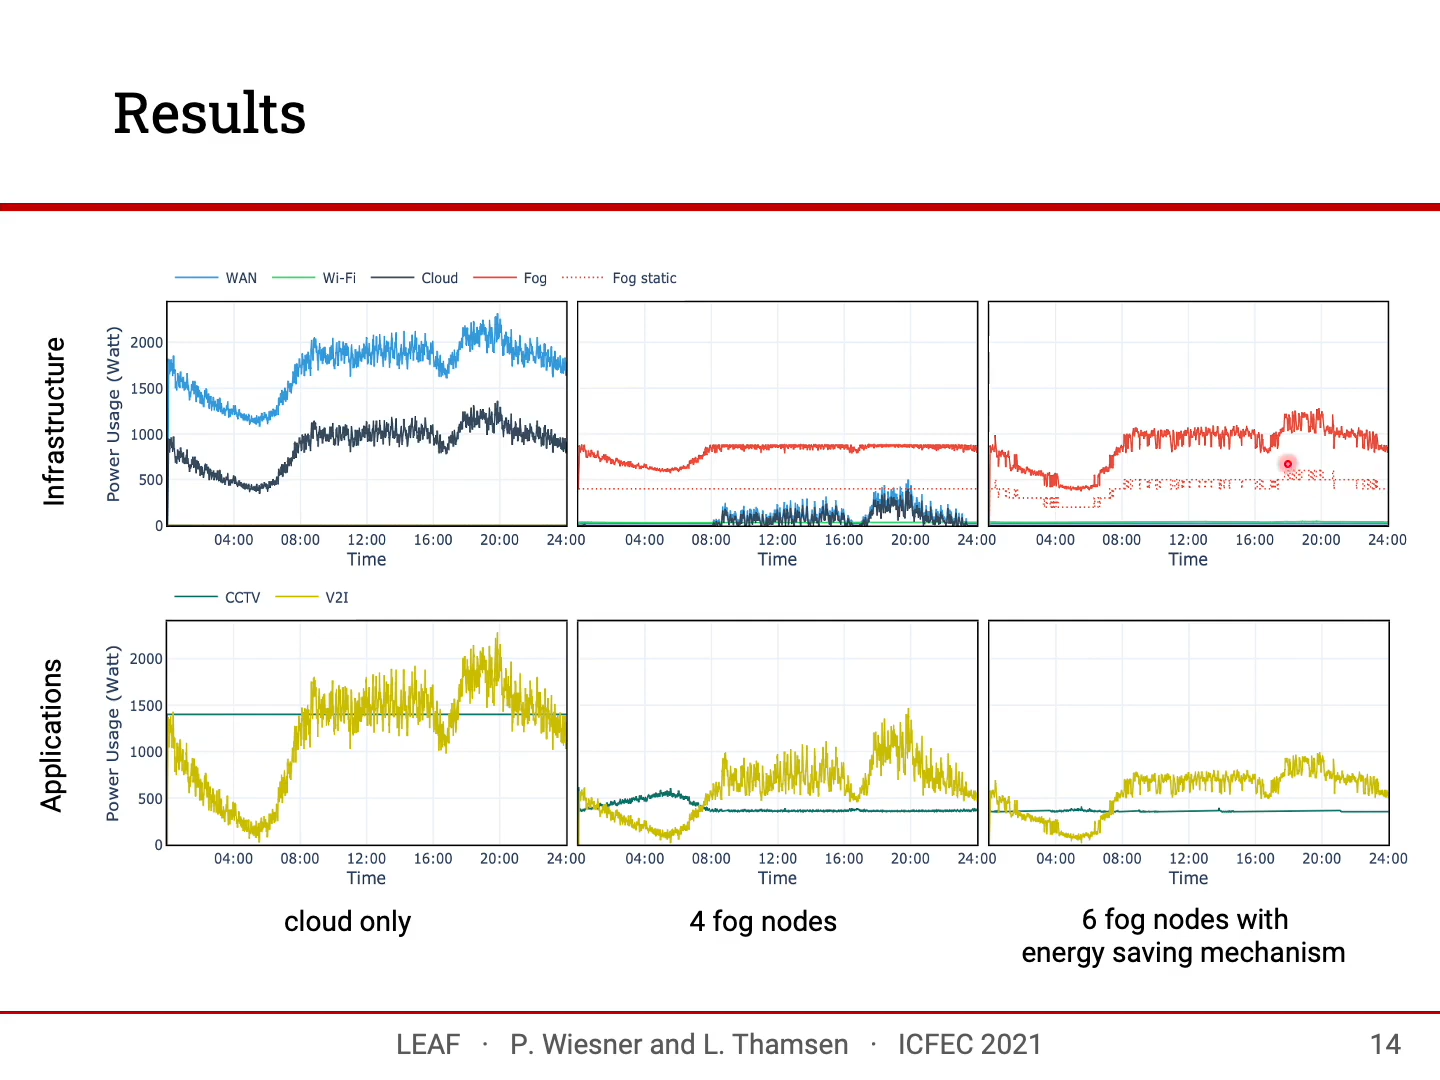 Results
WAN Wi-Fi Cloud Fog Fog static
Infrastructure
Power Usage (Watt)
2000
1500
1000
500
0
04:00 08:00 12:00 16:00 20:00 24:00 04:00 08:00 12:00 16:00 20:00 24:00 04:00 08:00 12:00 16:00 20:00 24:00
Time Time Time
CCTV V2I
Applications
Power Usage (Watt)
2000
1500
1000
500
0
04:00 08:00 12:00 16:00 20:00 24:00 04:00 08:00 12:00 16:00 20:00 24:00 04:00 08:00 12:00 16:00 20:00 24:00
Time Time Time
cloud only 4 fog nodes 6 fog nodes with
energy saving mechanism
LEAF · P. Wiesner and L. Thamsen · ICFEC 2021 14